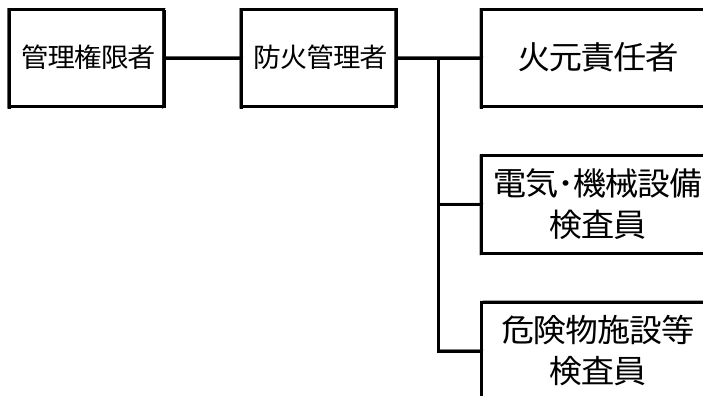 管理権限者
防火管理者
火元責任者
電気･機械設備
検査員
危険物施設等
検査員